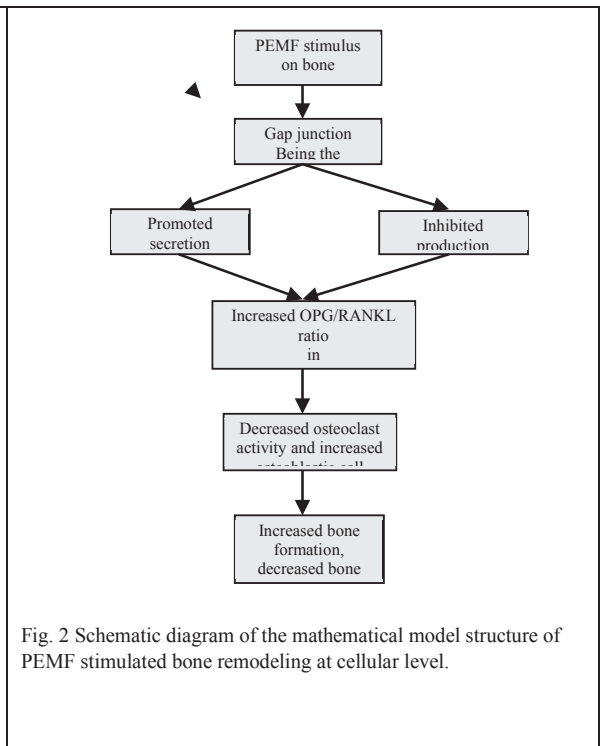 PEMF stimulus
on bone
Gap junction
Being the
Promoted
secretion
Inhibited
production
Increased OPG/RANKL
ratio
in
Decreased osteoclast
activity and increased
osteoblastic cell
Increased bone
formation,
decreased bone
Fig. 2 Schematic diagram of the mathematical model structure of
PEMF stimulated bone remodeling at cellular level.